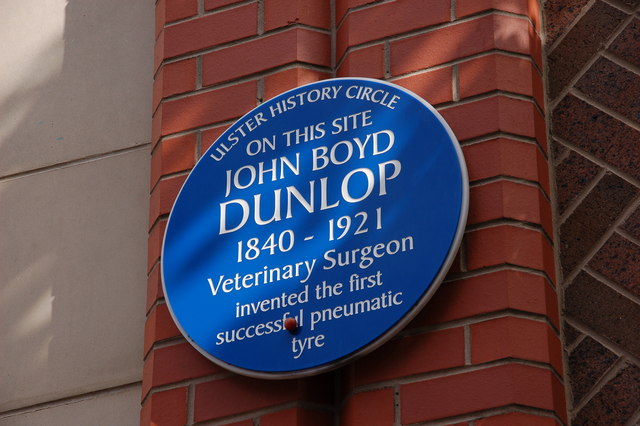 ULSTER HISTORY CIRCLE
ON THIS SITE
JOHN BOYD
DUNLOP
1840 - 1921
Veterinary Surgeon
invented the first
successful pneumatic
tyre